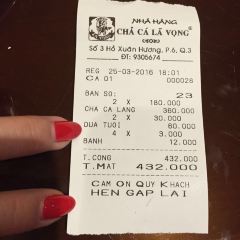 NHÀ HÀNG
CHẢ CÁ LÃ VỌNG
Số 3 Hồ Xuân Hương, P.6, Q.3
ĐT: 9305674
REG 25-03-2016 18:01
CA 01 000028
BAN SO: 23
2 X 180.000
CHA CA LANG 360.000
2 X 30.000
DUA TUOI 60.000
4 X 3.000
BANH 12.000
T.CONG 432.000
T.MAT 432.000
CAM ON QUY KHACH
HEN GAP LAI